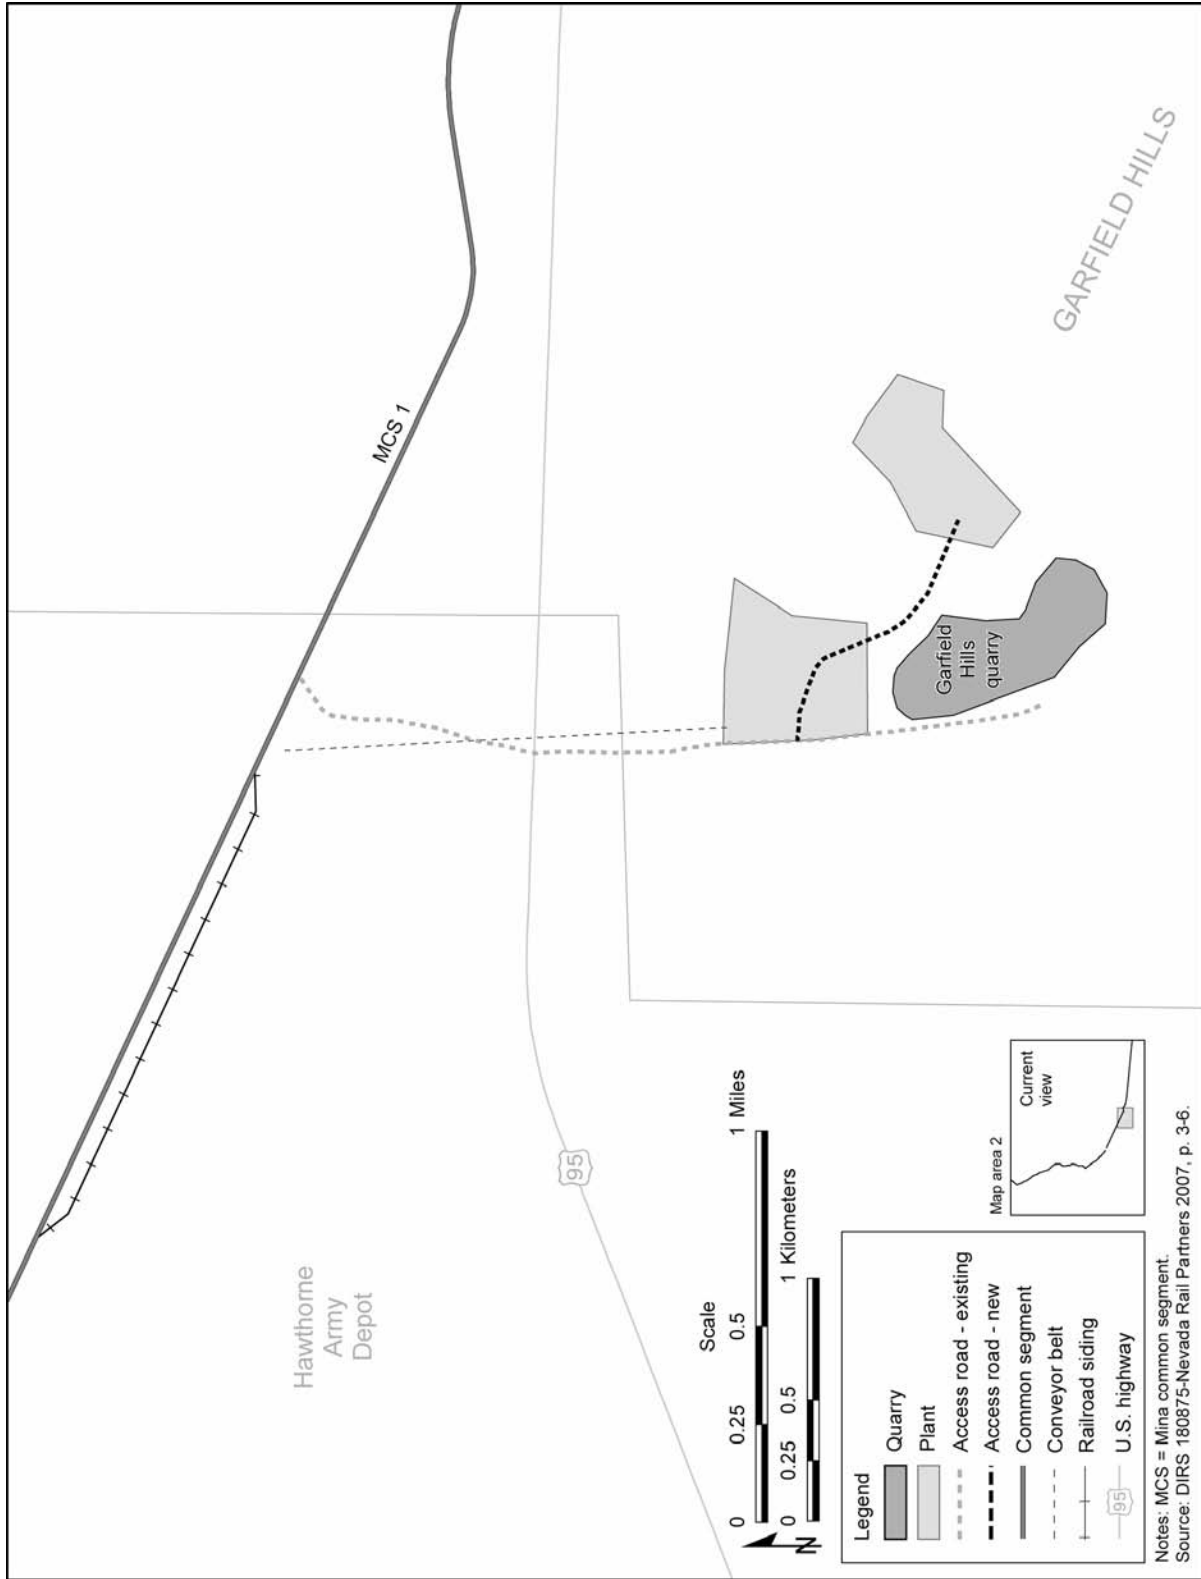 MCS 1
GARFIELD HILLS
Hawthorne
Army
Depot
95
Garfield
Hills
quarry
Scale
0
0.25
0.5
1 Miles
0
0.25
0.5
1 Kilometers
N
Legend
Quarry
Plant
Access road - existing
Access road - new
Common segment
Conveyor belt
Railroad siding
95 U.S. highway
Map area 2
Current
view
Notes: MCS = Mina common segment.
Source: DIRS 180875-Nevada Rail Partners 2007, p. 3-6.